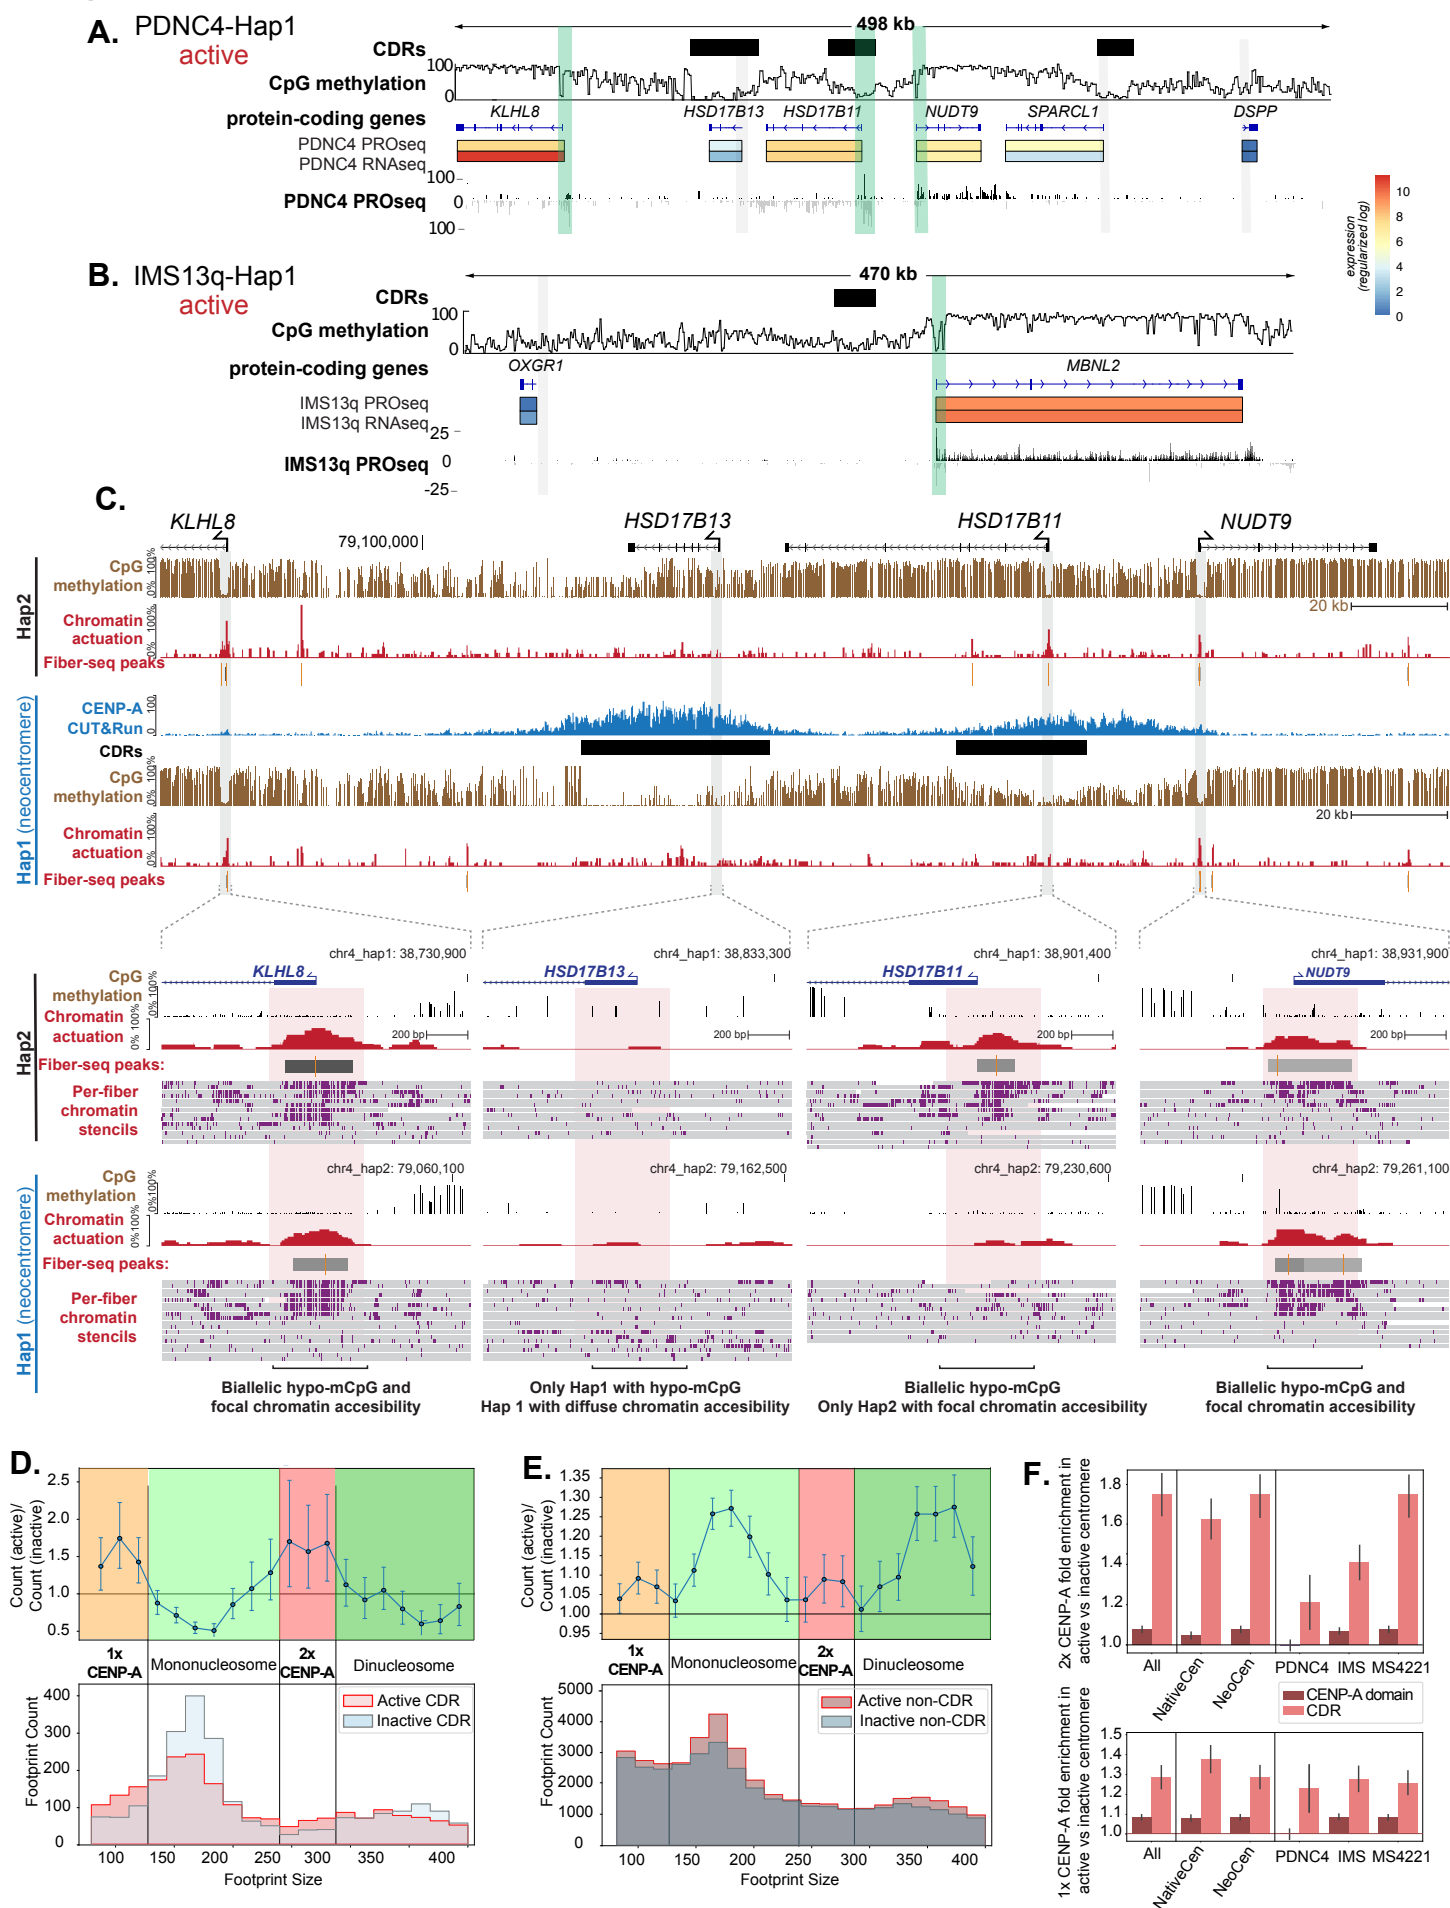 A. PDNC4-Hap1
active
498 kb
CDRs
CpG methylation
100
0
KLHL8
HSD17B13
HSD17B11
NUDT9
SPARCL1
DSPP
protein-coding genes
PDNC4 PROseq
PDNC4 RNAseq
PDNC4 PROseq
100
0
100
10
8
6
4
2
0
expression
(regularized log)
B. IMS13q-Hap1
active
470 kb
CDRs
CpG methylation
100
0
protein-coding genes
OXGR1
MBNL2
IMS13q PROseq
IMS13q RNAseq
IMS13q PROseq
25
0
-25
C.
KLHL8
HSD17B13
HSD17B11
NUDT9
79,100,000
Hap2
CpG
methylation
0% 100%
20 kb
Chromatin
actuation
0% 100%
Fiber-seq peaks
Hap1 (neocentromere)
CENP-A
CUT&Run
0 100
CDRs
CpG
methylation
0% 100%
20 kb
Chromatin
actuation
0% 100%
Fiber-seq peaks
chr4_hap1: 38,730,900
chr4_hap1: 38,833,300
chr4_hap1: 38,901,400
chr4_hap1: 38,931,900
Hap2
KLHL8
HSD17B13
HSD17B11
NUDT9
CpG
methylation
0% 100%
Chromatin
actuation
0% 100%
200 bp
200 bp
200 bp
200 bp
Fiber-seq peaks:
Per-fiber
chromatin
stencils
chr4_hap2: 79,060,100
chr4_hap2: 79,162,500
chr4_hap2: 79,230,600
chr4_hap2: 79,261,100
Hap1 (neocentromere)
CpG
methylation
0% 100%
Chromatin
actuation
0% 100%
Fiber-seq peaks:
Per-fiber
chromatin
stencils
Biallelic hypo-mCpG and
focal chromatin accesibility
Only Hap1 with hypo-mCpG
Hap 1 with diffuse chromatin accesibility
Biallelic hypo-mCpG
Only Hap2 with focal chromatin accesibility
Biallelic hypo-mCpG and
focal chromatin accesibility
D.
Count (active)/
Count (inactive)
2.5
2.0
1.5
1.0
0.5
1x
CENP-A
Mononucleosome
2x
CENP-A
Dinucleosome
Footprint Count
400
300
200
100
0
Active CDR
Inactive CDR
100 150 200 250 300 350 400
Footprint Size
E.
Count (active)/
Count (inactive)
1.35
1.30
1.25
1.20
1.15
1.10
1.05
1.00
0.95
1x
CENP-A
Mononucleosome
2x
CENP-A
Dinucleosome
Footprint Count
5000
4000
3000
2000
1000
0
Active non-CDR
Inactive non-CDR
100 150 200 250 300 350 400
Footprint Size
F.
2x CENP-A fold enrichment in
active vs inactive centromere
1.8
1.6
1.4
1.2
1.0
All
NativeCen
NeoCen
PDNC4
IMS
MS4221
CENP-A domain
CDR
1x CENP-A fold enrichment in
active vs inactive centromere
1.5
1.4
1.3
1.2
1.1
1.0
All
NativeCen
NeoCen
PDNC4
IMS
MS4221